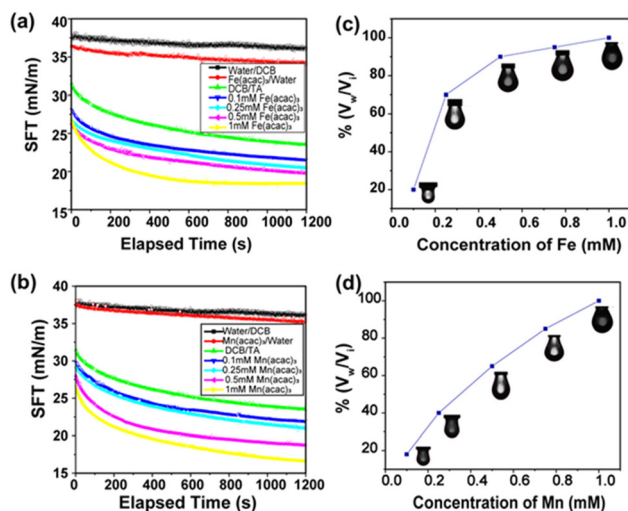 (a)
SFT (mN/m)
40
35
30
25
20
15
Water/DCB
Fe(acac)₃/Water
DCB/TA
0.1mM Fe(acac)₃
0.25mM Fe(acac)₃
0.5mM Fe(acac)₃
1mM Fe(acac)₃
0 200 400 600 800 1000 1200
Elapsed Time (s)
(c)
% (Vw/Vi)
100
80
60
40
20
0.0 0.2 0.4 0.6 0.8 1.0
Concentration of Fe (mM)
(b)
SFT (mN/m)
40
35
30
25
20
15
Water/DCB
Mn(acac)₃/Water
DCB/TA
0.1mM Mn(acac)₃
0.25mM Mn(acac)₃
0.5mM Mn(acac)₃
1mM Mn(acac)₃
0 200 400 600 800 1000 1200
Elapsed Time (s)
(d)
% (Vw/Vi)
100
80
60
40
20
0.0 0.2 0.4 0.6 0.8 1.0
Concentration of Mn (mM)